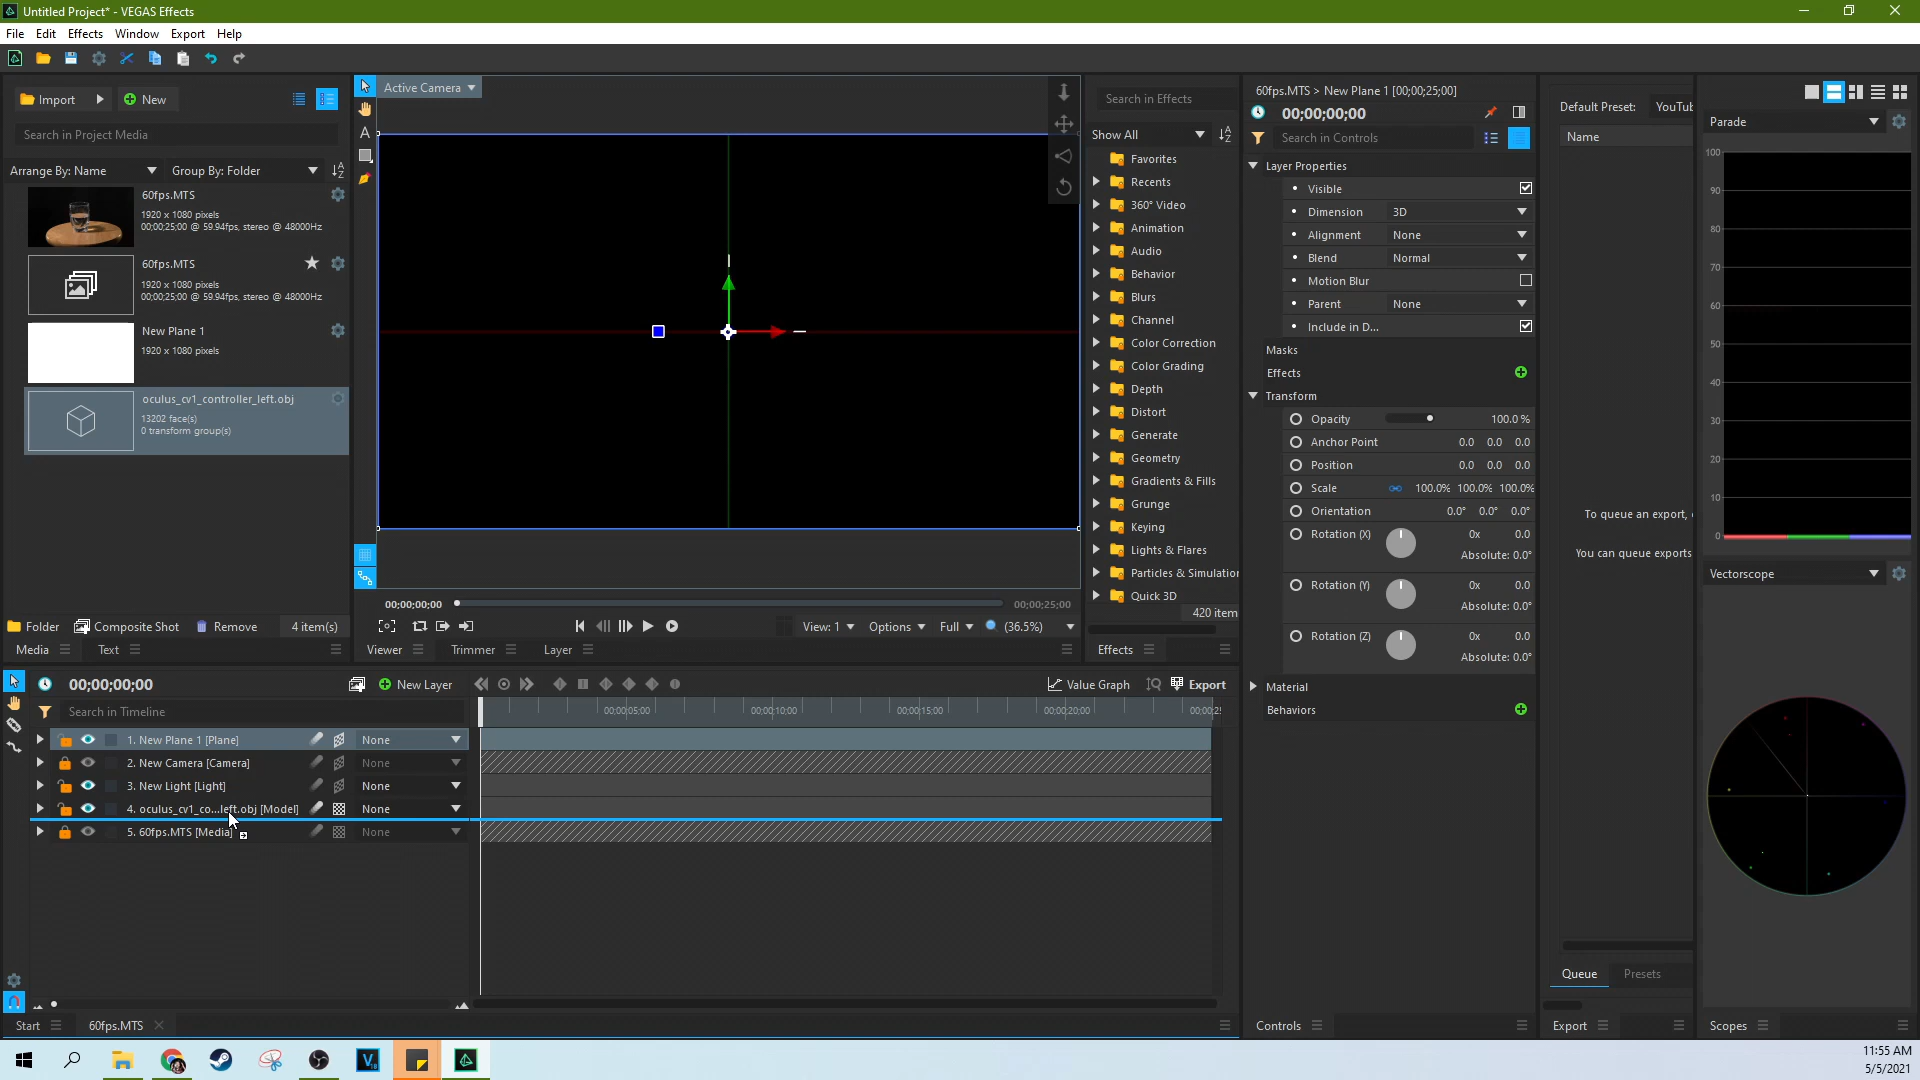 Untitled Project* - VEGAS Effects
File Edit Effects Window Export Help
Import New
Search in Project Media
Arrange By: Name Group By: Folder
60fps.MTS
1920 x 1080 pixels
00;00;25;00 @ 59.94fps, stereo @ 48000Hz
60fps.MTS
1920 x 1080 pixels
00;00;25;00 @ 59.94fps, stereo @ 48000Hz
New Plane 1
1920 x 1080 pixels
oculus_cv1_controller_left.obj
13202 face(s)
0 transform group(s)
Folder Composite Shot Remove 4 item(s)
Media Text
Active Camera
A
00;00;00;00 00;00;25;00
View: 1 Options Full (36.5%)
Viewer Trimmer Layer
Search in Effects
Show All
Favorites
Recents
360° Video
Animation
Audio
Behavior
Blurs
Channel
Color Correction
Color Grading
Depth
Distort
Generate
Geometry
Gradients & Fills
Grunge
Keying
Lights & Flares
Particles & Simulation
Quick 3D
420 item
Effects
60fps.MTS > New Plane 1 [00;00;25;00]
00;00;00;00
Search in Controls
Layer Properties
Visible
Dimension 3D
Alignment None
Blend Normal
Motion Blur
Parent None
Include in D...
Masks
Effects
Transform
Opacity 100.0 %
Anchor Point 0.0 0.0 0.0
Position 0.0 0.0 0.0
Scale 100.0% 100.0% 100.0%
Orientation 0.0° 0.0° 0.0°
Rotation (X) 0x 0.0
Absolute: 0.0°
Rotation (Y) 0x 0.0
Absolute: 0.0°
Rotation (Z) 0x 0.0
Absolute: 0.0°
Material
Behaviors
Controls
Default Preset: YouTub
Name
To queue an export,
You can queue exports
Queue Presets
Export
Parade
100
90
80
70
60
50
40
30
20
10
0
Vectorscope
Scopes
00;00;00;00 New Layer
Value Graph Export
Search in Timeline
00;00;05;00 00;00;10;00 00;00;15;00 00;00;20;00 00;00;25
1. New Plane 1 [Plane] None
2. New Camera [Camera] None
3. New Light [Light] None
4. oculus_cv1_co...left.obj [Model] None
5. 60fps.MTS [Media] None
Start 60fps.MTS
11:55 AM
5/5/2021